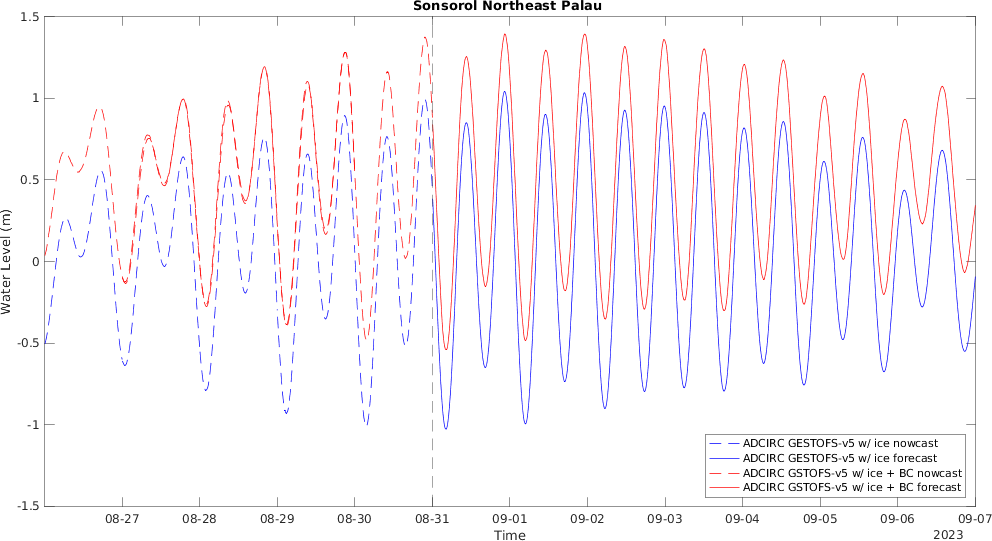 Sonsorol Northeast Palau
1.5
1
0.5
0
-0.5
-1
-1.5
Water Level (m)
08-27 08-28 08-29 08-30 08-31 09-01 09-02 09-03 09-04 09-05 09-06 09-07
Time
2023
ADCIRC GESTOFS-v5 w/ ice nowcast
ADCIRC GESTOFS-v5 w/ ice forecast
ADCIRC GSTOFS-v5 w/ ice + BC nowcast
ADCIRC GSTOFS-v5 w/ ice + BC forecast